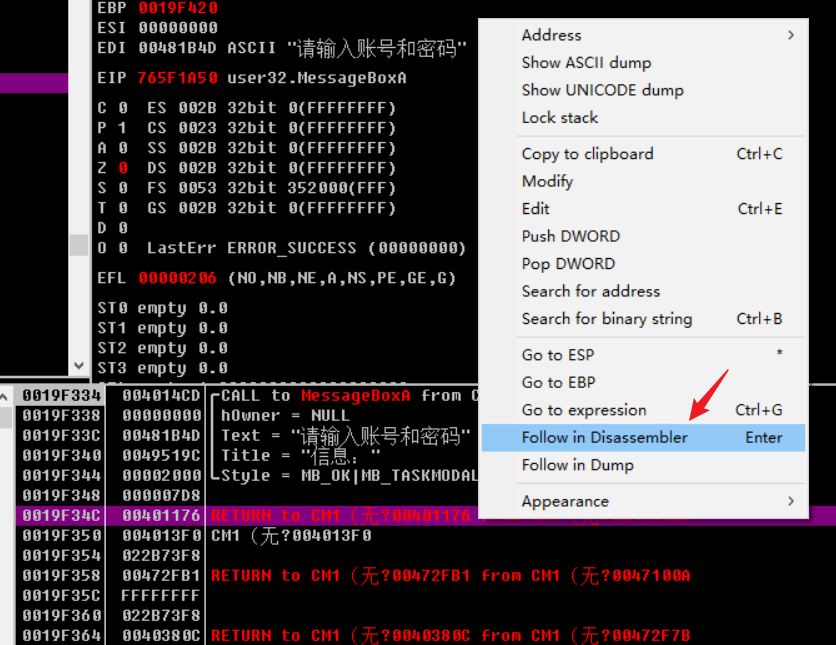 EBP 0019F420
ESI 00000000
EDI 00481B4D ASCII "请输入账号和密码"
EIP 765F1A50 user32.MessageBoxA
C 0 ES 002B 32bit 0(FFFFFFFF)
P 1 CS 0023 32bit 0(FFFFFFFF)
A 0 SS 002B 32bit 0(FFFFFFFF)
Z 0 DS 002B 32bit 0(FFFFFFFF)
S 0 FS 0053 32bit 352000(FFF)
T 0 GS 002B 32bit 0(FFFFFFFF)
D 0
O 0 LastErr ERROR_SUCCESS (00000000)
EFL 00000206 (NO,NB,NE,A,NS,PE,GE,G)
ST0 empty 0.0
ST1 empty 0.0
ST2 empty 0.0
ST3 empty 0.0
Address
Show ASCII dump
Show UNICODE dump
Lock stack
Copy to clipboard Ctrl+C
Modify
Edit Ctrl+E
Push DWORD
Pop DWORD
Search for address
Search for binary string Ctrl+B
Go to ESP *
Go to EBP
Go to expression Ctrl+G
Follow in Disassembler Enter
Follow in Dump
Appearance
0019F334 004014CD CALL to MessageBoxA from
0019F338 00000000 hOwner = NULL
0019F33C 00481B4D Text = "请输入账号和密码"
0019F340 0049519C Title = "信息："
0019F344 00002000 Style = MB_OK|MB_TASKMODAL
0019F348 000007D8
0019F34C 00401176 RETURN to CM1 (无?00401176
0019F350 004013F0 CM1 (无?004013F0
0019F354 022B73F8
0019F358 00472FB1 RETURN to CM1 (无?00472FB1 from CM1 (无?0047100A
0019F35C FFFFFFFF
0019F360 022B73F8
0019F364 0040380C RETURN to CM1 (无?0040380C from CM1 (无?00472F7B